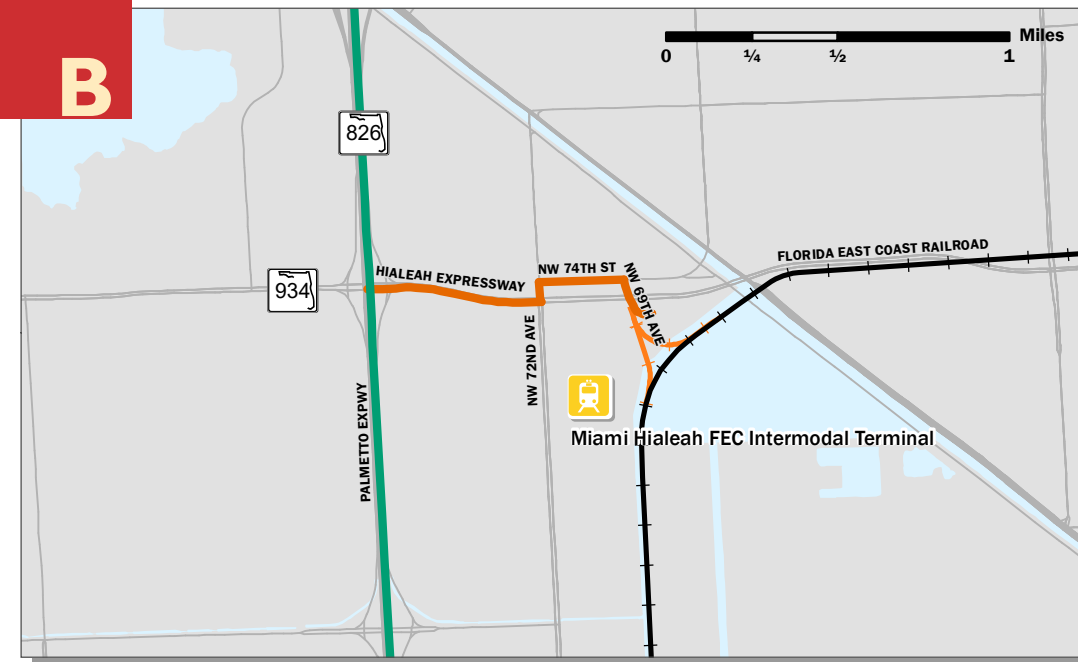 B
Miles
0 ¼ ½ 1
826
FLORIDA EAST COAST RAILROAD
HIALEAH EXPRESSWAY
NW 74TH ST
NW 69TH AVE
934
NW 72ND AVE
PALMETTO EXPWY
Miami Hialeah FEC Intermodal Terminal